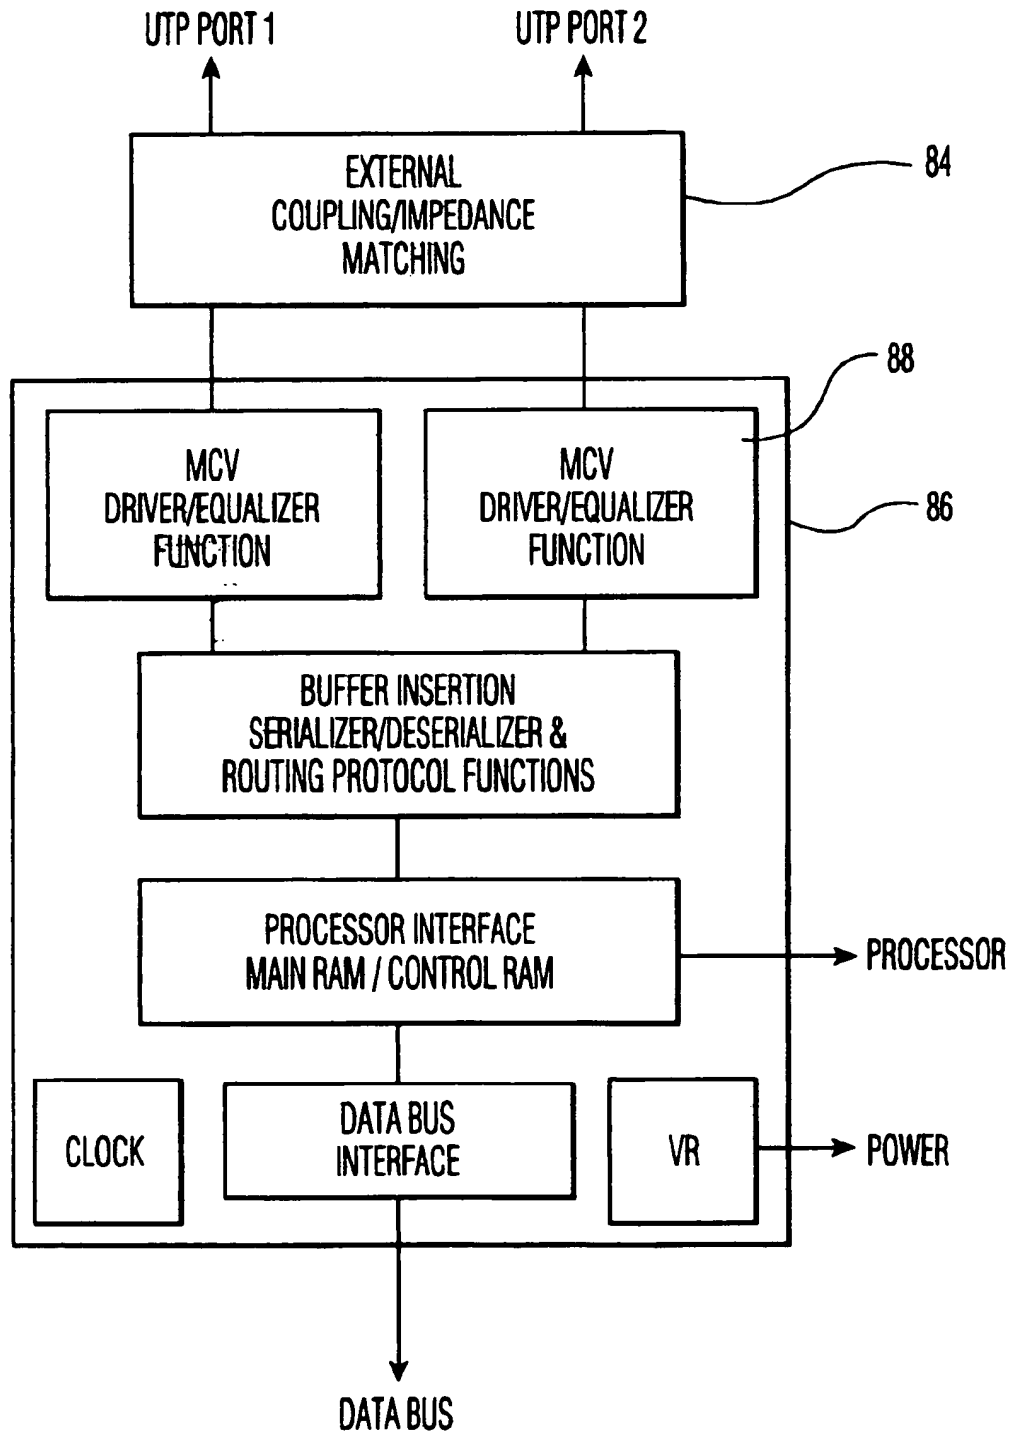 UTP PORT 1
UTP PORT 2
EXTERNAL
COUPLING/IMPEDANCE
MATCHING
84
88
MCV
DRIVER/EQUALIZER
FUNCTION
MCV
DRIVER/EQUALIZER
FUNCTION
86
BUFFER INSERTION
SERIALIZER/DESERIALIZER &
ROUTING PROTOCOL FUNCTIONS
PROCESSOR INTERFACE
MAIN RAM / CONTROL RAM
PROCESSOR
CLOCK
DATA BUS
INTERFACE
VR
POWER
DATA BUS